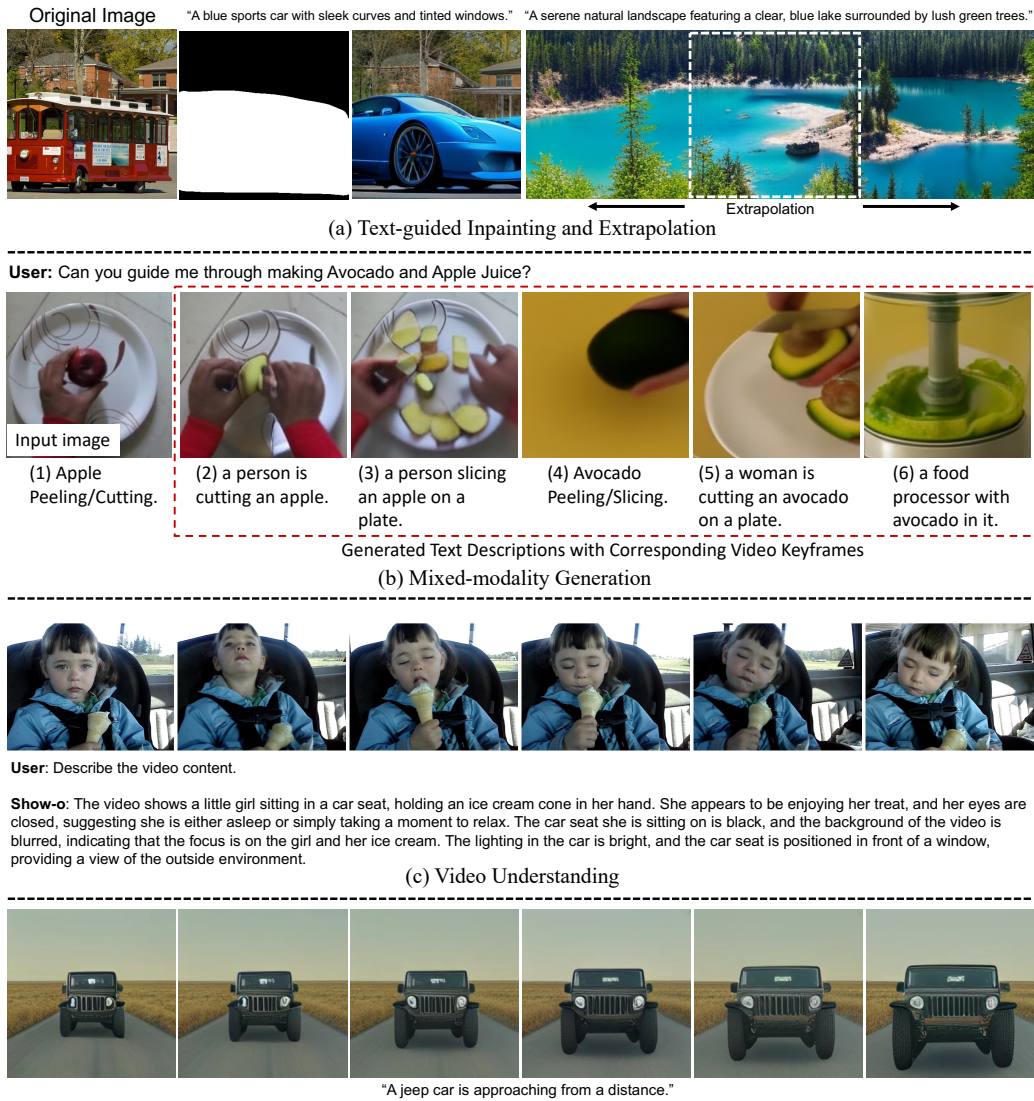 Original Image
“A blue sports car with sleek curves and tinted windows.”
“A serene natural landscape featuring a clear, blue lake surrounded by lush green trees.”
Extrapolation
(a) Text-guided Inpainting and Extrapolation
User: Can you guide me through making Avocado and Apple Juice?
Input image
(1) Apple
Peeling/Cutting.
(2) a person is
cutting an apple.
(3) a person slicing
an apple on a
plate.
(4) Avocado
Peeling/Slicing.
(5) a woman is
cutting an avocado
on a plate.
(6) a food
processor with
avocado in it.
Generated Text Descriptions with Corresponding Video Keyframes
(b) Mixed-modality Generation
User: Describe the video content.
Show-o: The video shows a little girl sitting in a car seat, holding an ice cream cone in her hand. She appears to be enjoying her treat, and her eyes are
closed, suggesting she is either asleep or simply taking a moment to relax. The car seat she is sitting on is black, and the background of the video is
blurred, indicating that the focus is on the girl and her ice cream. The lighting in the car is bright, and the car seat is positioned in front of a window,
providing a view of the outside environment.
(c) Video Understanding
“A jeep car is approaching from a distance.”